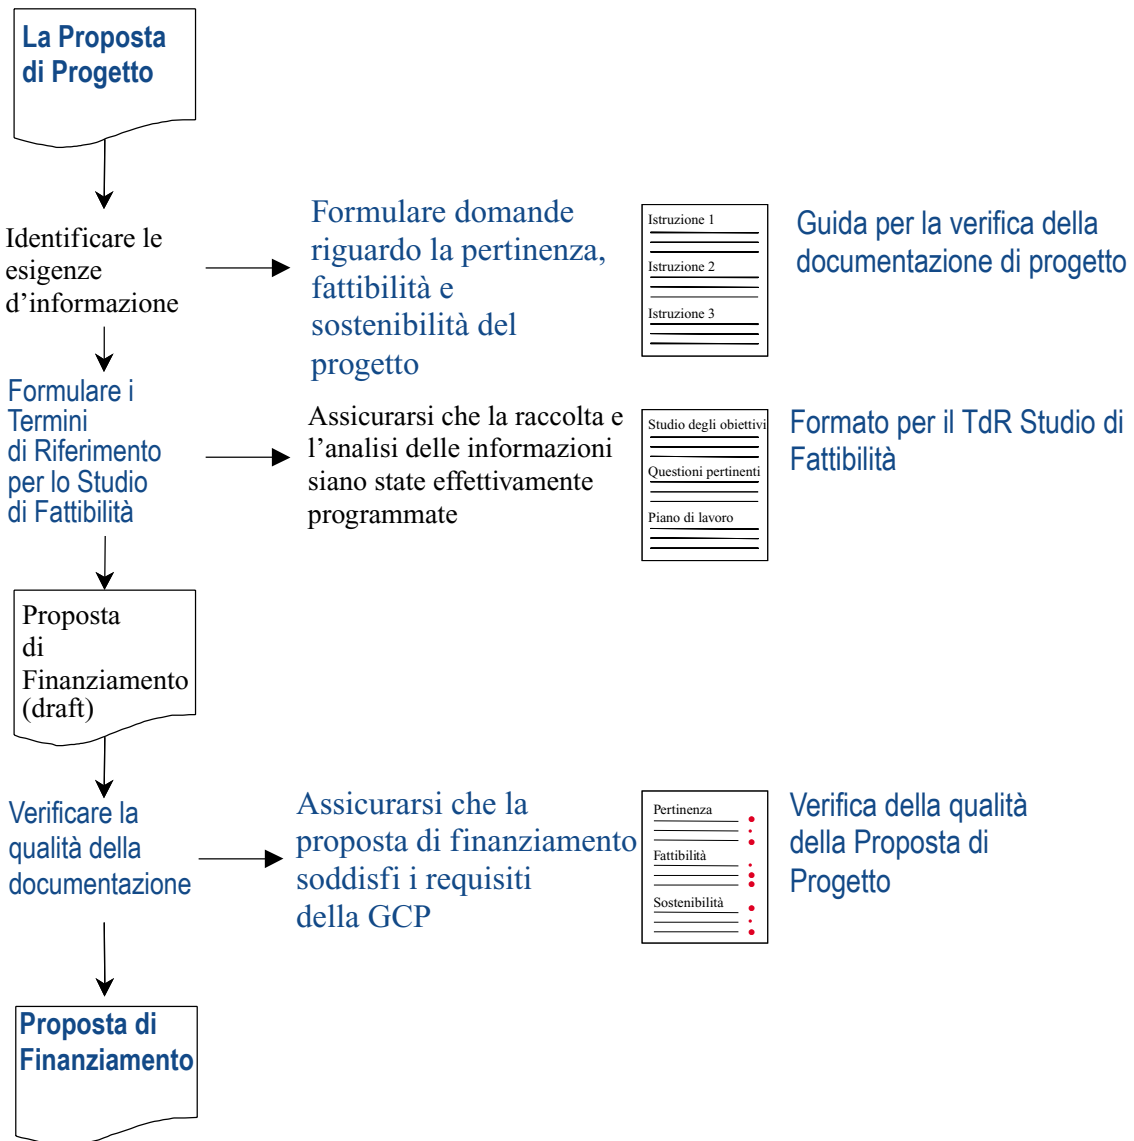 La Proposta
di Progetto
Identificare le
esigenze
d’informazione
Formulare domande
riguardo la pertinenza,
fattibilità e
sostenibilità del
progetto
Istruzione 1
Istruzione 2
Istruzione 3
Guida per la verifica della
documentazione di progetto
Formulare i
Termini
di Riferimento
per lo Studio
di Fattibilità
Assicurarsi che la raccolta e
l’analisi delle informazioni
siano state effettivamente
programmate
Studio degli obiettivi
Questioni pertinenti
Piano di lavoro
Formato per il TdR Studio di
Fattibilità
Proposta
di
Finanziamento
(draft)
Verificare la
qualità della
documentazione
Assicurarsi che la
proposta di finanziamento
soddisfi i requisiti
della GCP
Pertinenza
Fattibilità
Sostenibilità
Verifica della qualità
della Proposta di
Progetto
Proposta di
Finanziamento